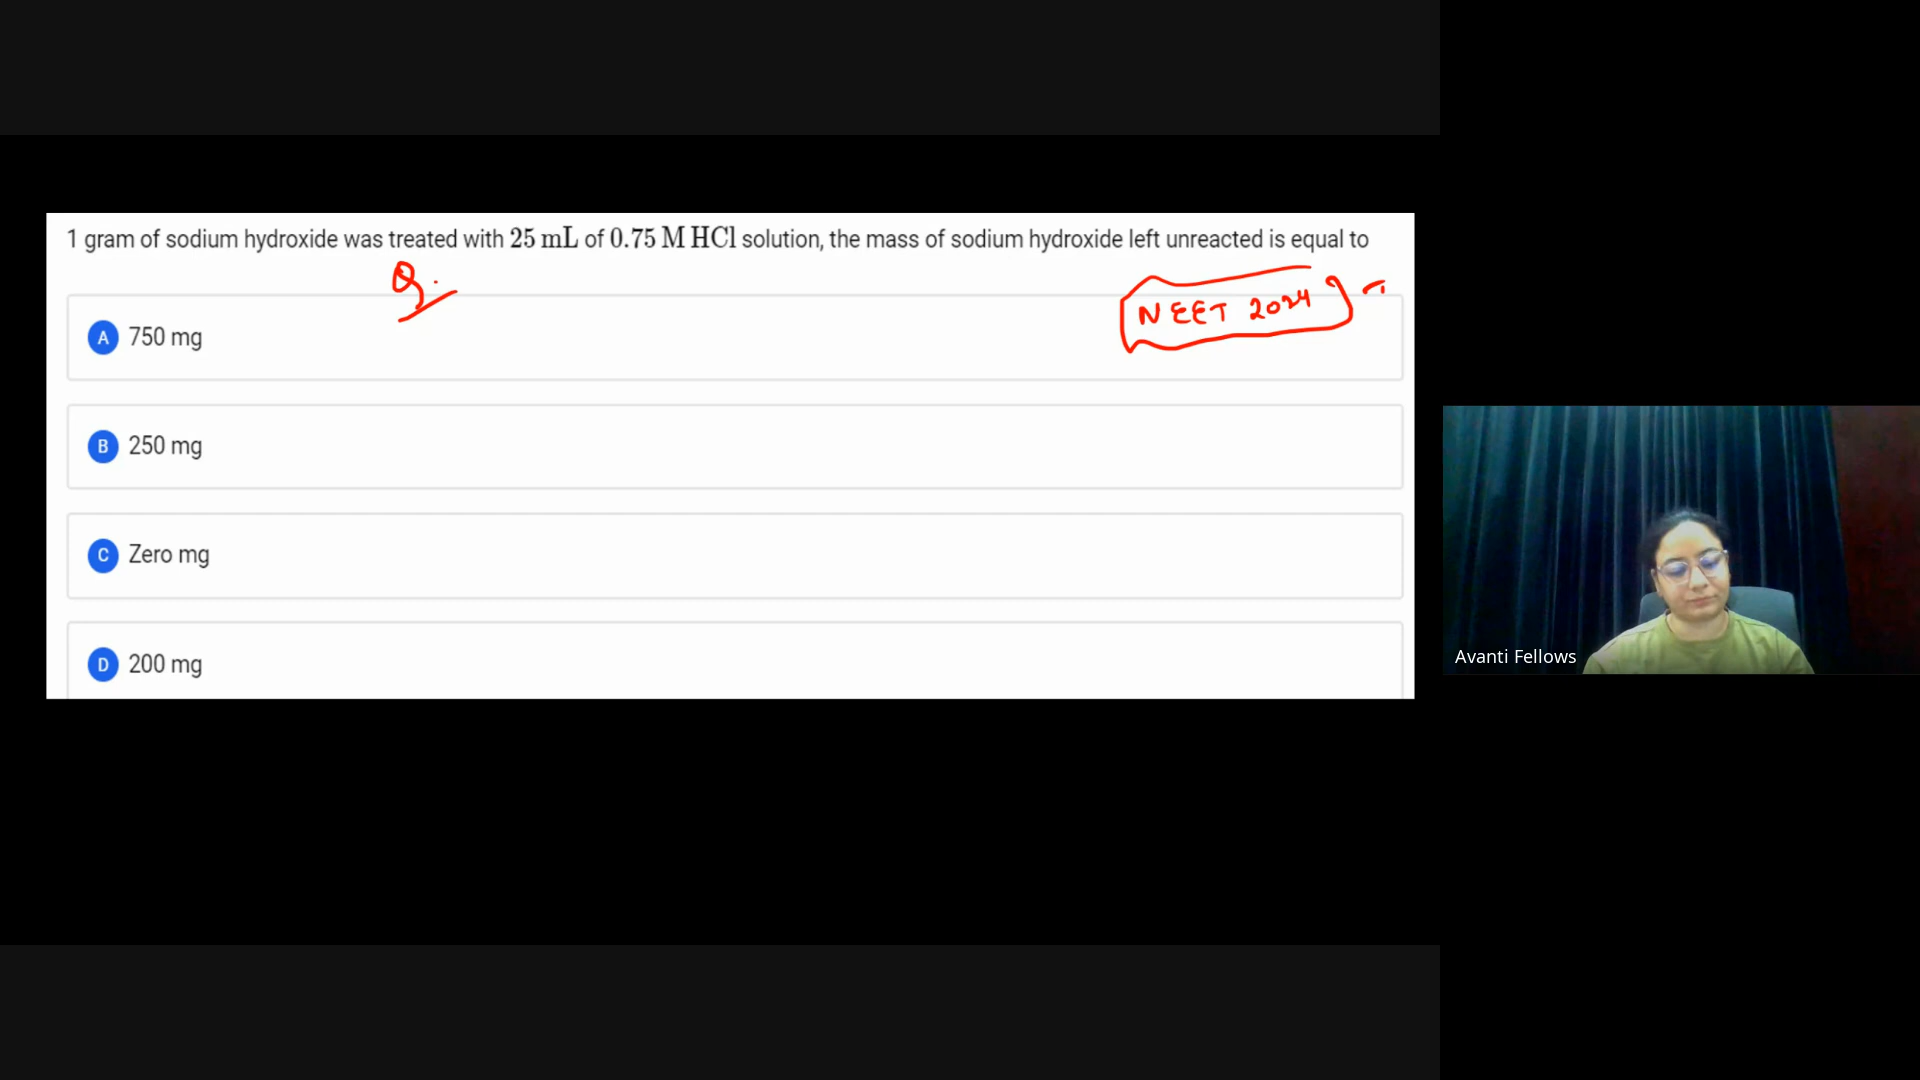 1 gram of sodium hydroxide was treated with 25 mL of 0.75 M HCl solution, the mass of sodium hydroxide left unreacted is equal to
Q.
NEET 2024
A 750 mg
B 250 mg
C Zero mg
D 200 mg
Avanti Fellows